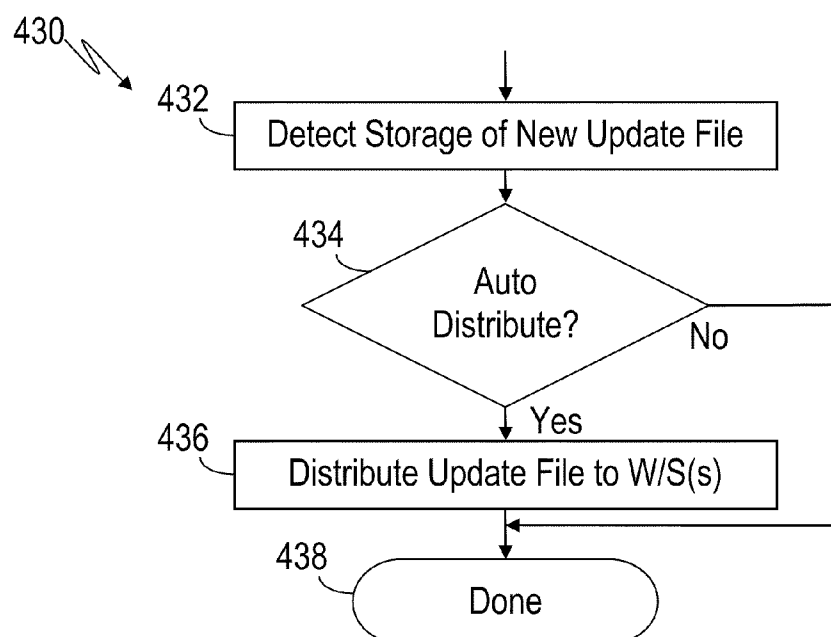 430
432
Detect Storage of New Update File
434
Auto
Distribute?
No
Yes
436
Distribute Update File to W/S(s)
438
Done